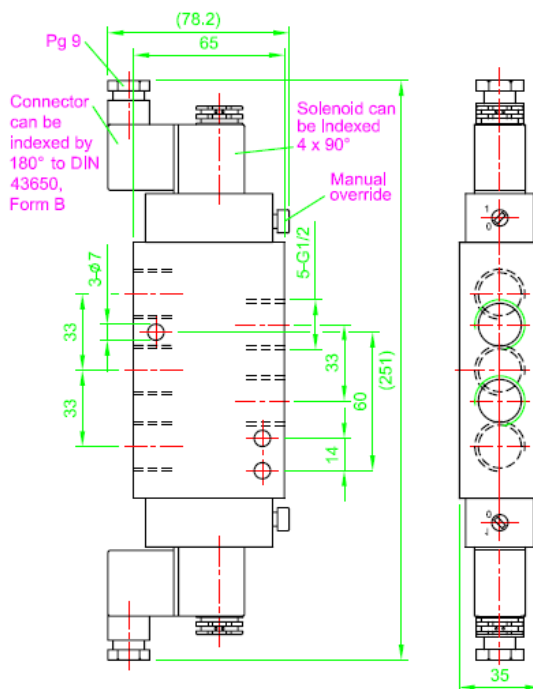 (78.2)
65
Pg 9
Connector
can be
indexed by
180° to DIN
43650,
Form B
Solenoid can
be Indexed
4 x 90°
Manual
override
5-G1/2
3-ø7
33
33
33
60
(251)
14
1
0
0
1
35